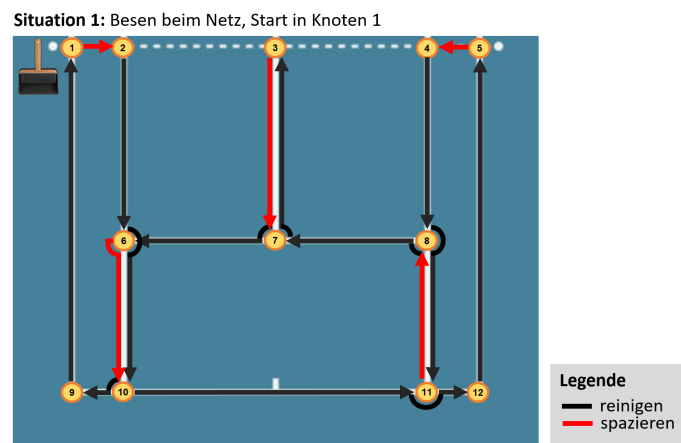 Situation 1: Besen beim Netz, Start in Knoten 1
1 2 3 4 5
6 7 8
9 10 11 12
Legende
reinigen
spazieren